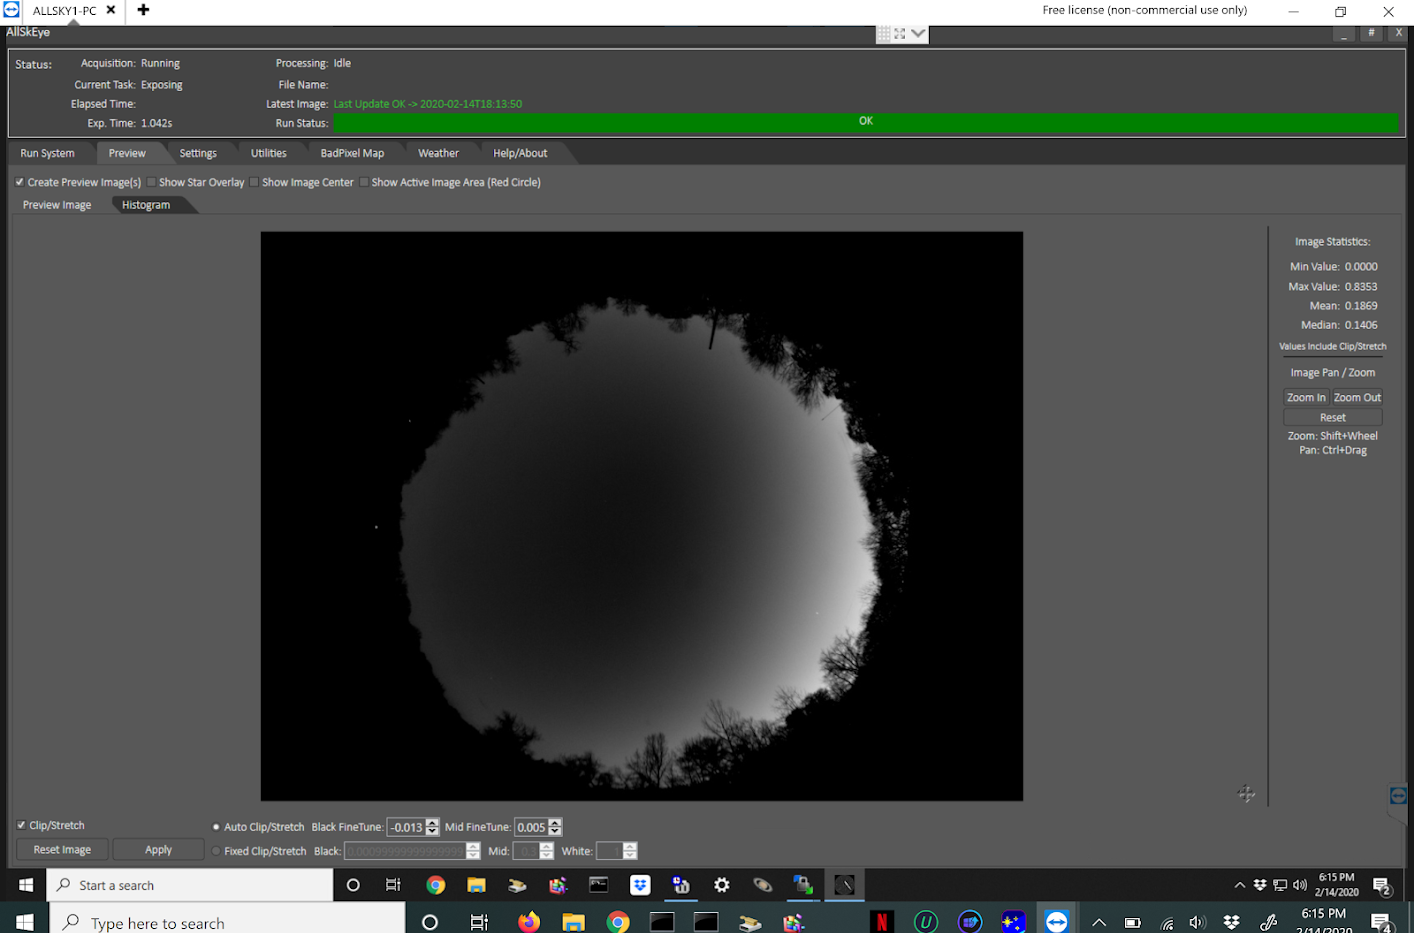 ALLSKY1-PC
Free license (non-commercial use only)
AllSkEye
Status:
Acquisition: Running
Processing: Idle
Current Task: Exposing
File Name:
Elapsed Time:
Latest Image: Last Update OK -> 2020-02-14T18:13:50
Exp. Time: 1.042s
Run Status:
OK
Run System
Preview
Settings
Utilities
BadPixel Map
Weather
Help/About
Create Preview Image(s)
Show Star Overlay
Show Image Center
Show Active Image Area (Red Circle)
Preview Image
Histogram
Image Statistics:
Min Value: 0.0000
Max Value: 0.8353
Mean: 0.1869
Median: 0.1406
Values Include Clip/Stretch
Image Pan / Zoom
Zoom In
Zoom Out
Reset
Zoom: Shift+Wheel
Pan: Ctrl+Drag
Clip/Stretch
Auto Clip/Stretch
Black FineTune: -0.013
Mid FineTune: 0.005
Reset Image
Apply
Fixed Clip/Stretch
Black:
Mid:
White:
Start a search
6:15 PM
2/14/2020
2
Type here to search
6:15 PM
2/14/2020
4